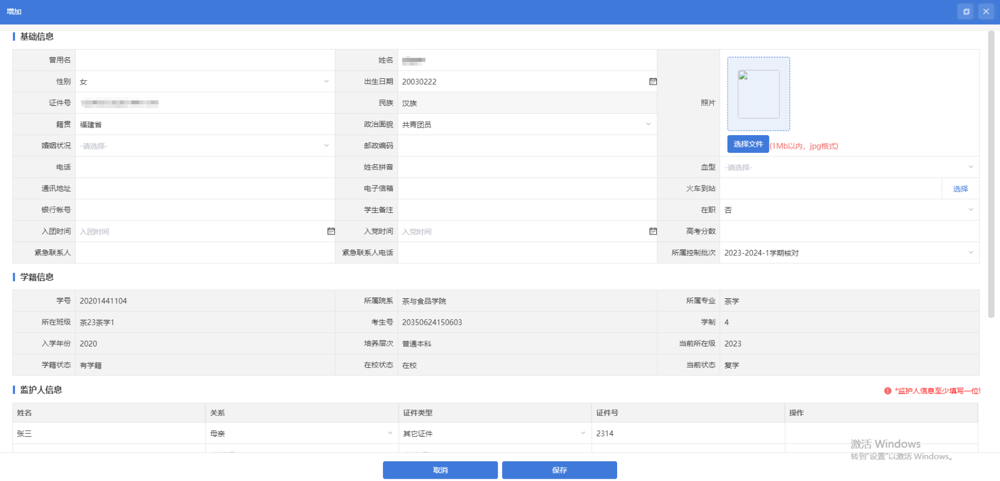 增加
基础信息
曾用名 姓名 照片
性别 女 出生日期 20030222
证件号 民族 汉族
籍贯 福建省 政治面貌 共青团员
婚姻状况 -请选择- 邮政编码
选择文件 (1Mb以内，jpg格式)
电话 姓名拼音 血型 -请选择-
通讯地址 电子信箱 火车到站 选择
银行帐号 学生备注 在职 否
入团时间 入团时间 入党时间 入党时间 高考分数
紧急联系人 紧急联系人电话 所属控制批次 2023-2024-1学期核对
学籍信息
学号 20201441104 所属院系 茶与食品学院 所属专业 茶学
所在班级 茶23茶学1 考生号 20350624150603 学制 4
入学年份 2020 培养层次 普通本科 当前所在级 2023
学籍状态 有学籍 在校状态 在校 当前状态 复学
监护人信息 *监护人信息至少填写一位!
姓名 关系 证件类型 证件号 操作
张三 母亲 其它证件 2314
激活 Windows
转到"设置"以激活 Windows。
取消 保存